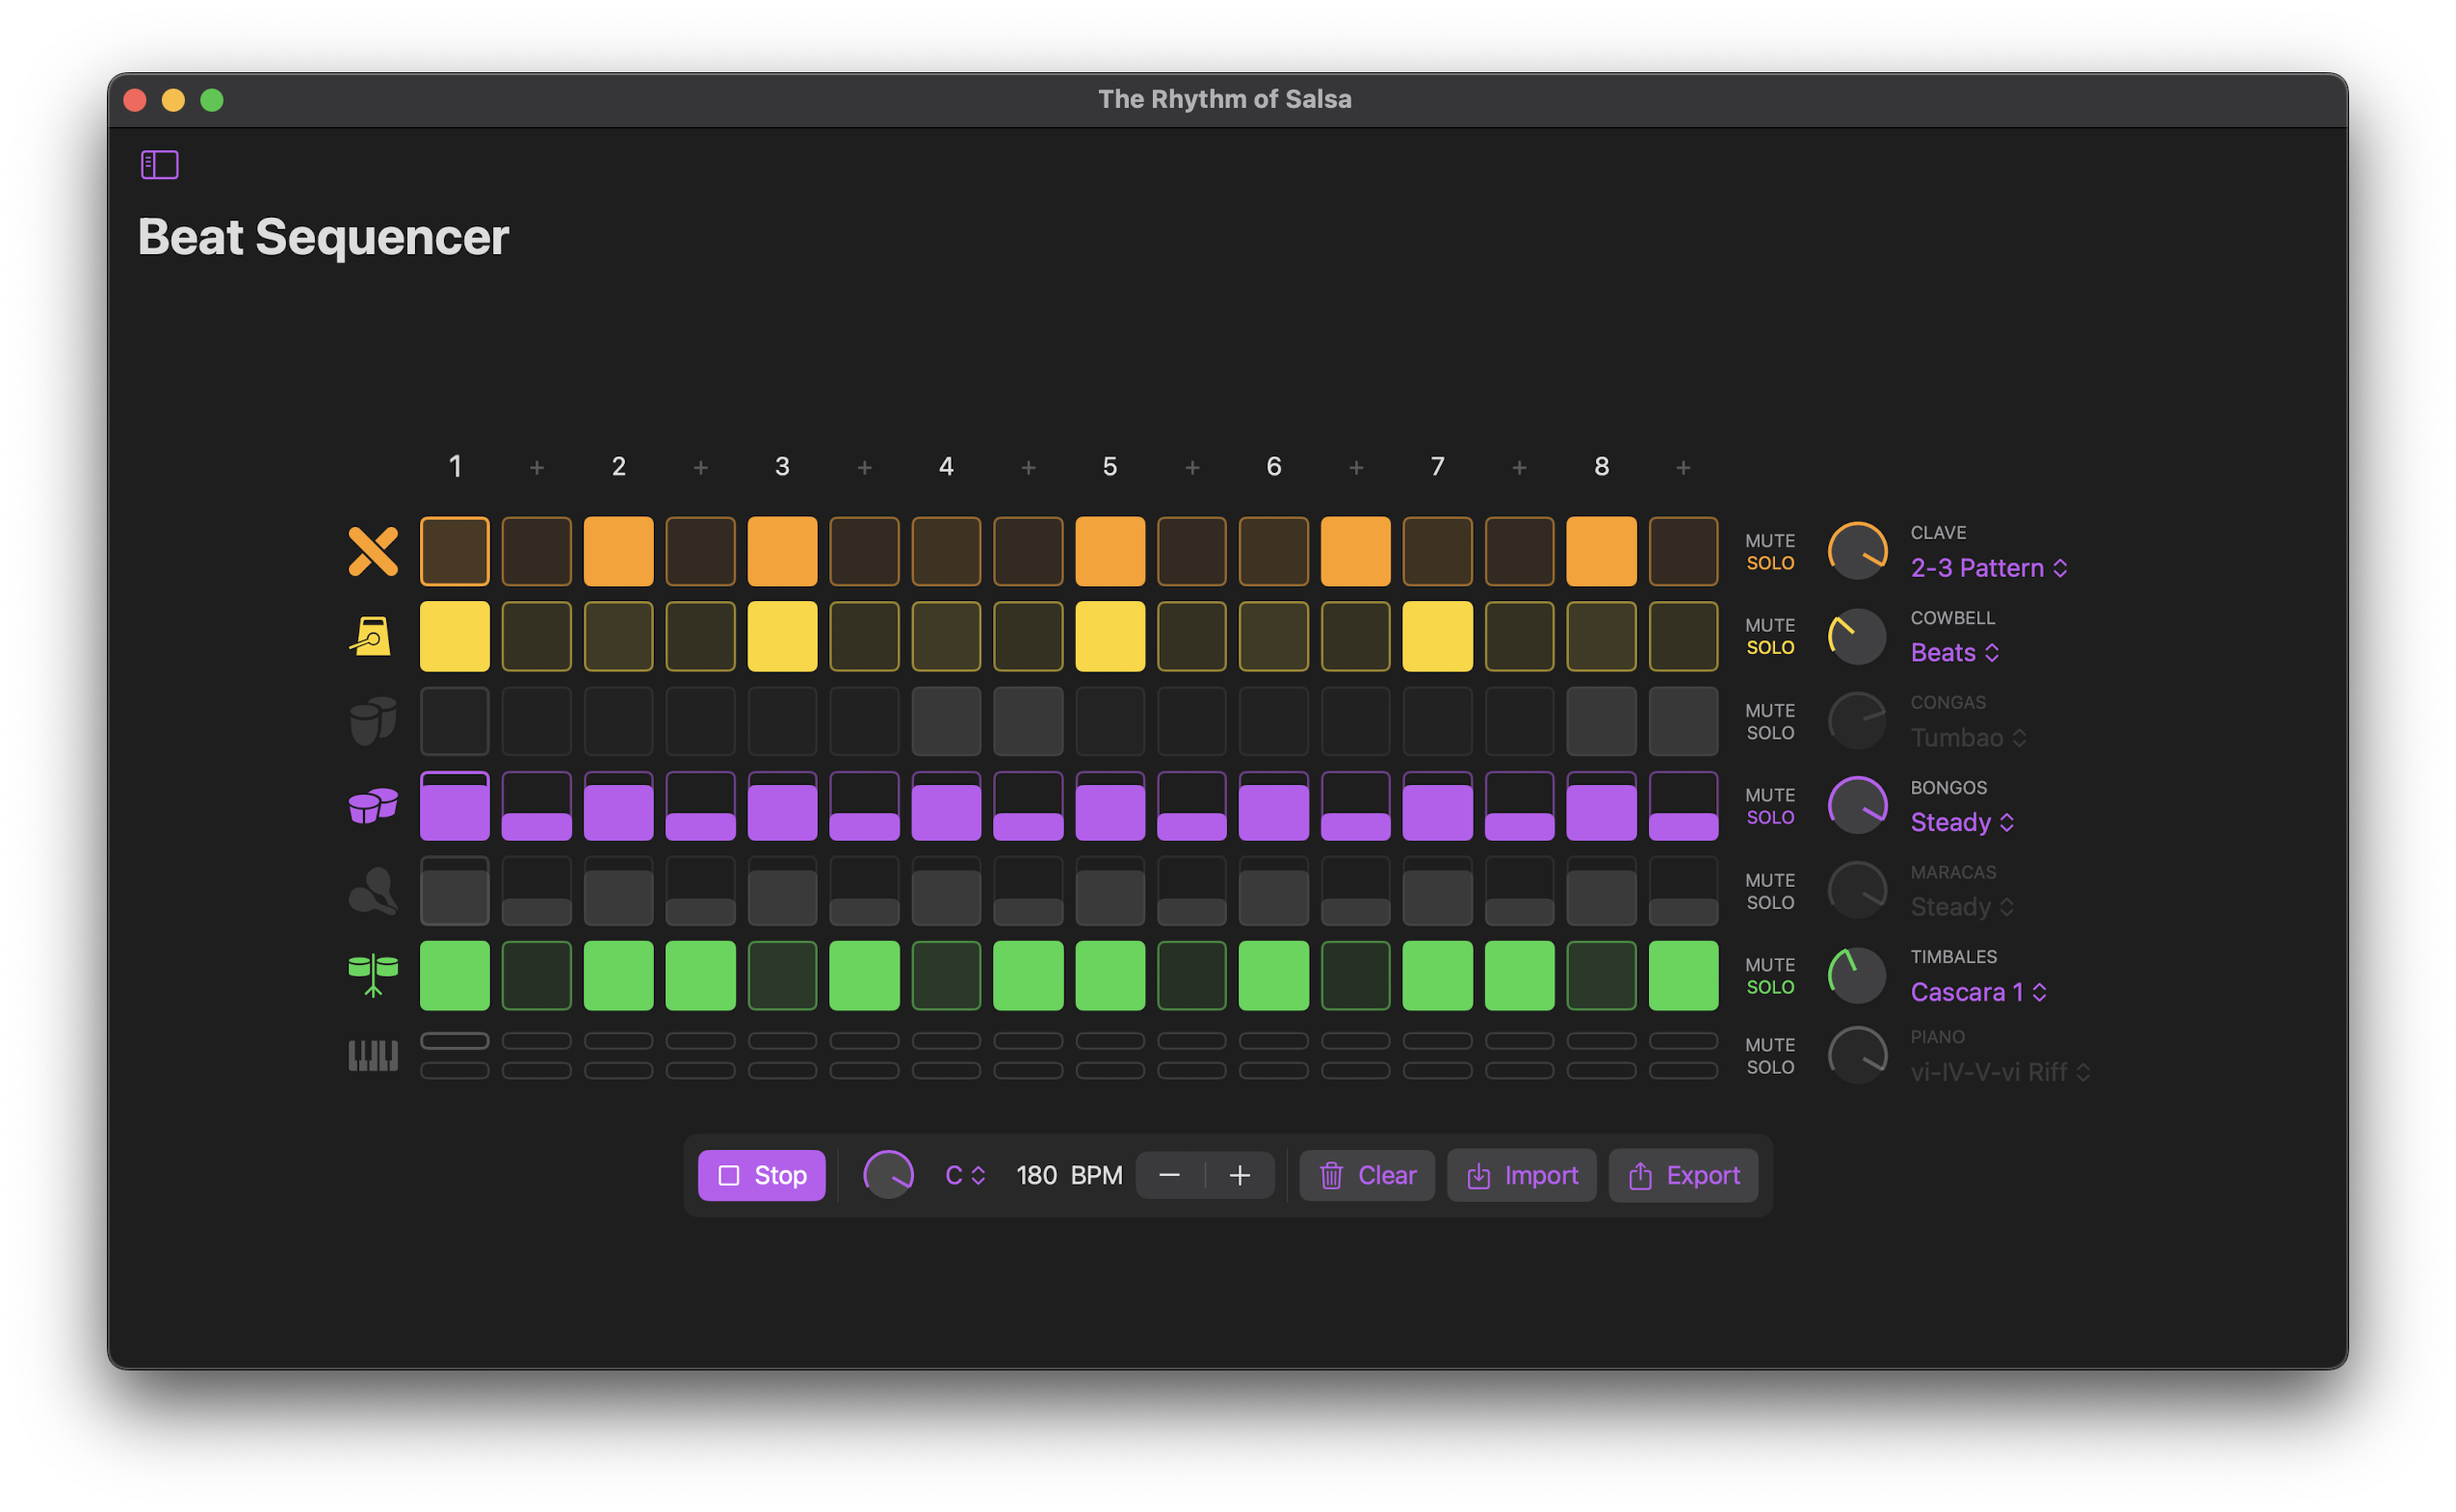 The Rhythm of Salsa
Beat Sequencer
1 + 2 + 3 + 4 + 5 + 6 + 7 + 8 +
MUTE
SOLO
CLAVE
2-3 Pattern
MUTE
SOLO
COWBELL
Beats
MUTE
SOLO
CONGAS
Tumbao
MUTE
SOLO
BONGOS
Steady
MUTE
SOLO
MARACAS
Steady
MUTE
SOLO
TIMBALES
Cascara 1
MUTE
SOLO
PIANO
vi-IV-V-vi Riff
Stop C 180 BPM − + Clear Import Export